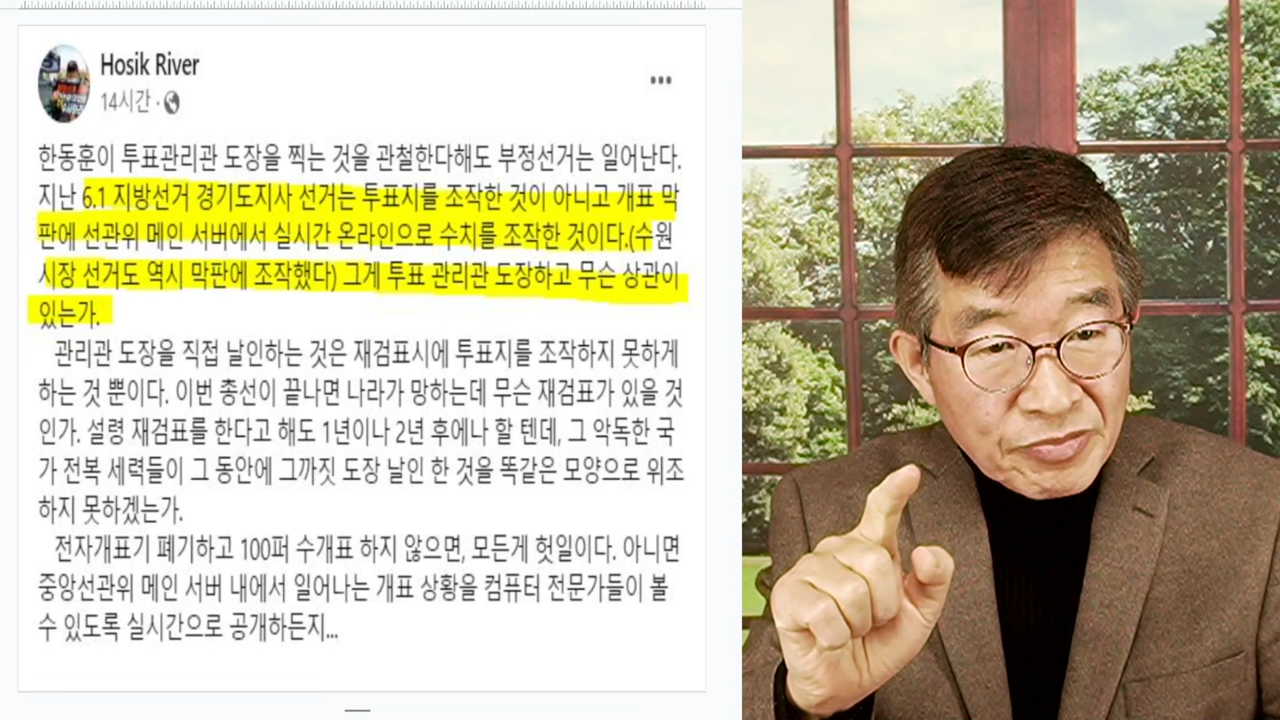 Hosik River
14시간 ·
한동훈이 투표관리관 도장을 찍는 것을 관철한다해도 부정선거는 일어난다.
지난 6.1 지방선거 경기도지사 선거는 투표지를 조작한 것이 아니고 개표 막
판에 선관위 메인 서버에서 실시간 온라인으로 수치를 조작한 것이다.(수원
시장 선거도 역시 막판에 조작했다) 그게 투표 관리관 도장하고 무슨 상관이
있는가.
관리관 도장을 직접 날인하는 것은 재검표시에 투표지를 조작하지 못하게
하는 것 뿐이다. 이번 총선이 끝나면 나라가 망하는데 무슨 재검표가 있을 것
인가. 설령 재검표를 한다고 해도 1년이나 2년 후에나 할 텐데, 그 악독한 국
가 전복 세력들이 그 동안에 그까짓 도장 날인 한 것을 똑같은 모양으로 위조
하지 못하겠는가.
전자개표기 폐기하고 100퍼 수개표 하지 않으면, 모든게 헛일이다. 아니면
중앙선관위 메인 서버 내에서 일어나는 개표 상황을 컴퓨터 전문가들이 볼
수 있도록 실시간으로 공개하든지...